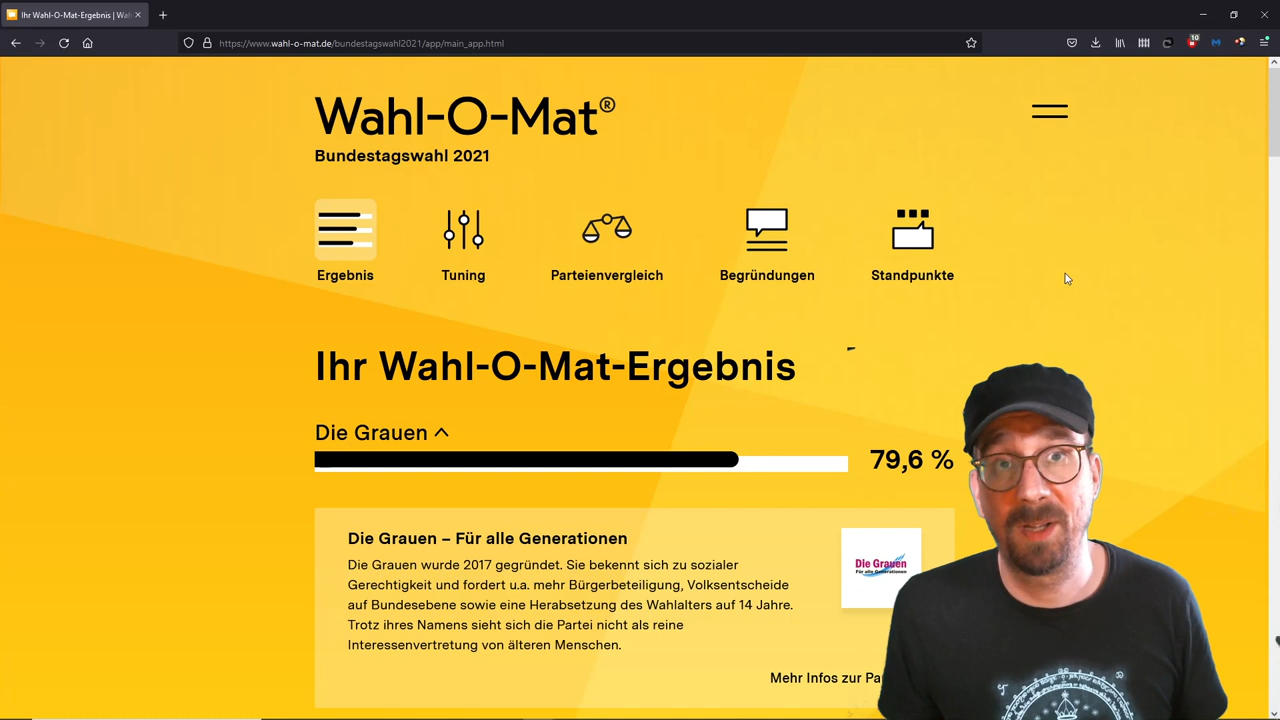 Ihr Wahl-O-Mat-Ergebnis | Wa
https://www.wahl-o-mat.de/bundestagswahl2021/app/main_app.html
10
Wahl-O-Mat®
Bundestagswahl 2021
Ergebnis
Tuning
Parteienvergleich
Begründungen
Standpunkte
Ihr Wahl-O-Mat-Ergebnis
Die Grauen
79,6 %
Die Grauen – Für alle Generationen
Die Grauen wurde 2017 gegründet. Sie bekennt sich zu sozialer
Gerechtigkeit und fordert u.a. mehr Bürgerbeteiligung, Volksentscheide
auf Bundesebene sowie eine Herabsetzung des Wahlalters auf 14 Jahre.
Trotz ihres Namens sieht sich die Partei nicht als reine
Interessenvertretung von älteren Menschen.
Die Grauen
Für alle Generationen
Mehr Infos zur Pa